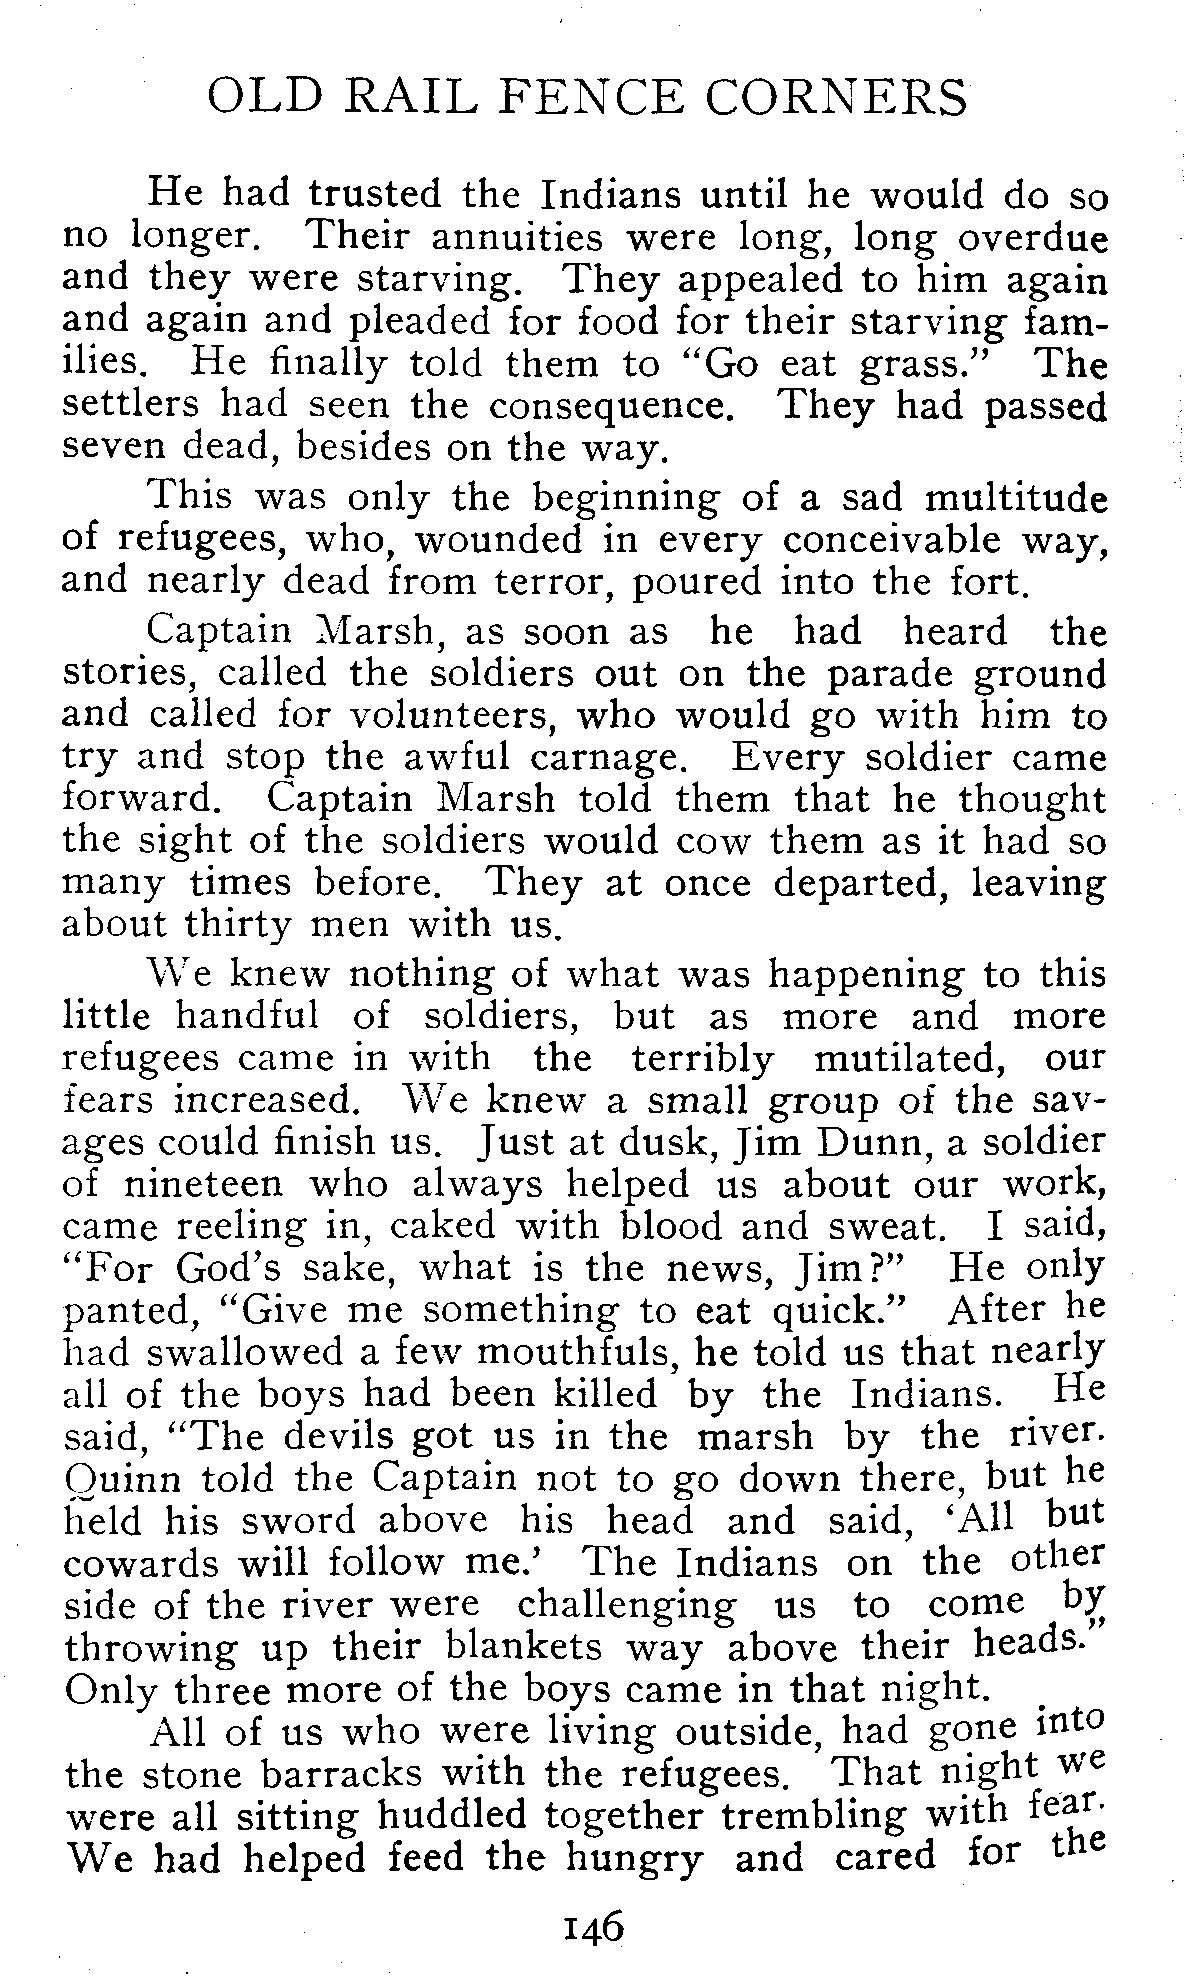 OLD RAIL FENCE CORNERS
He had trusted the Indians until he would do so
no longer. Their annuities were long, long overdue
and they were starving. They appealed to him again
and again and pleaded for food for their starving fam-
ilies. He finally told them to "Go eat grass." The
settlers had seen the consequence. They had passed
seven dead, besides on the way.
This was only the beginning of a sad multitude
of refugees, who, wounded in every conceivable way,
and nearly dead from terror, poured into the fort.
Captain Marsh, as soon as he had heard the
stories, called the soldiers out on the parade ground
and called for volunteers, who would go with him to
try and stop the awful carnage. Every soldier came
forward. Captain Marsh told them that he thought
the sight of the soldiers would cow them as it had so
many times before. They at once departed, leaving
about thirty men with us.
We knew nothing of what was happening to this
little handful of soldiers, but as more and more
refugees came in with the terribly mutilated, our
fears increased. We knew a small group of the sav-
ages could finish us. Just at dusk, Jim Dunn, a soldier
of nineteen who always helped us about our work,
came reeling in, caked with blood and sweat. I said,
"For God's sake, what is the news, Jim?" He only
panted, "Give me something to eat quick." After he
had swallowed a few mouthfuls, he told us that nearly
all of the boys had been killed by the Indians. He
said, "The devils got us in the marsh by the river.
Quinn told the Captain not to go down there, but he
held his sword above his head and said, 'All but
cowards will follow me.' The Indians on the other
side of the river were challenging us to come by
throwing up their blankets way above their heads."
Only three more of the boys came in that night.
All of us who were living outside, had gone into
the stone barracks with the refugees. That night we
were all sitting huddled together trembling with fear.
We had helped feed the hungry and cared for the
146